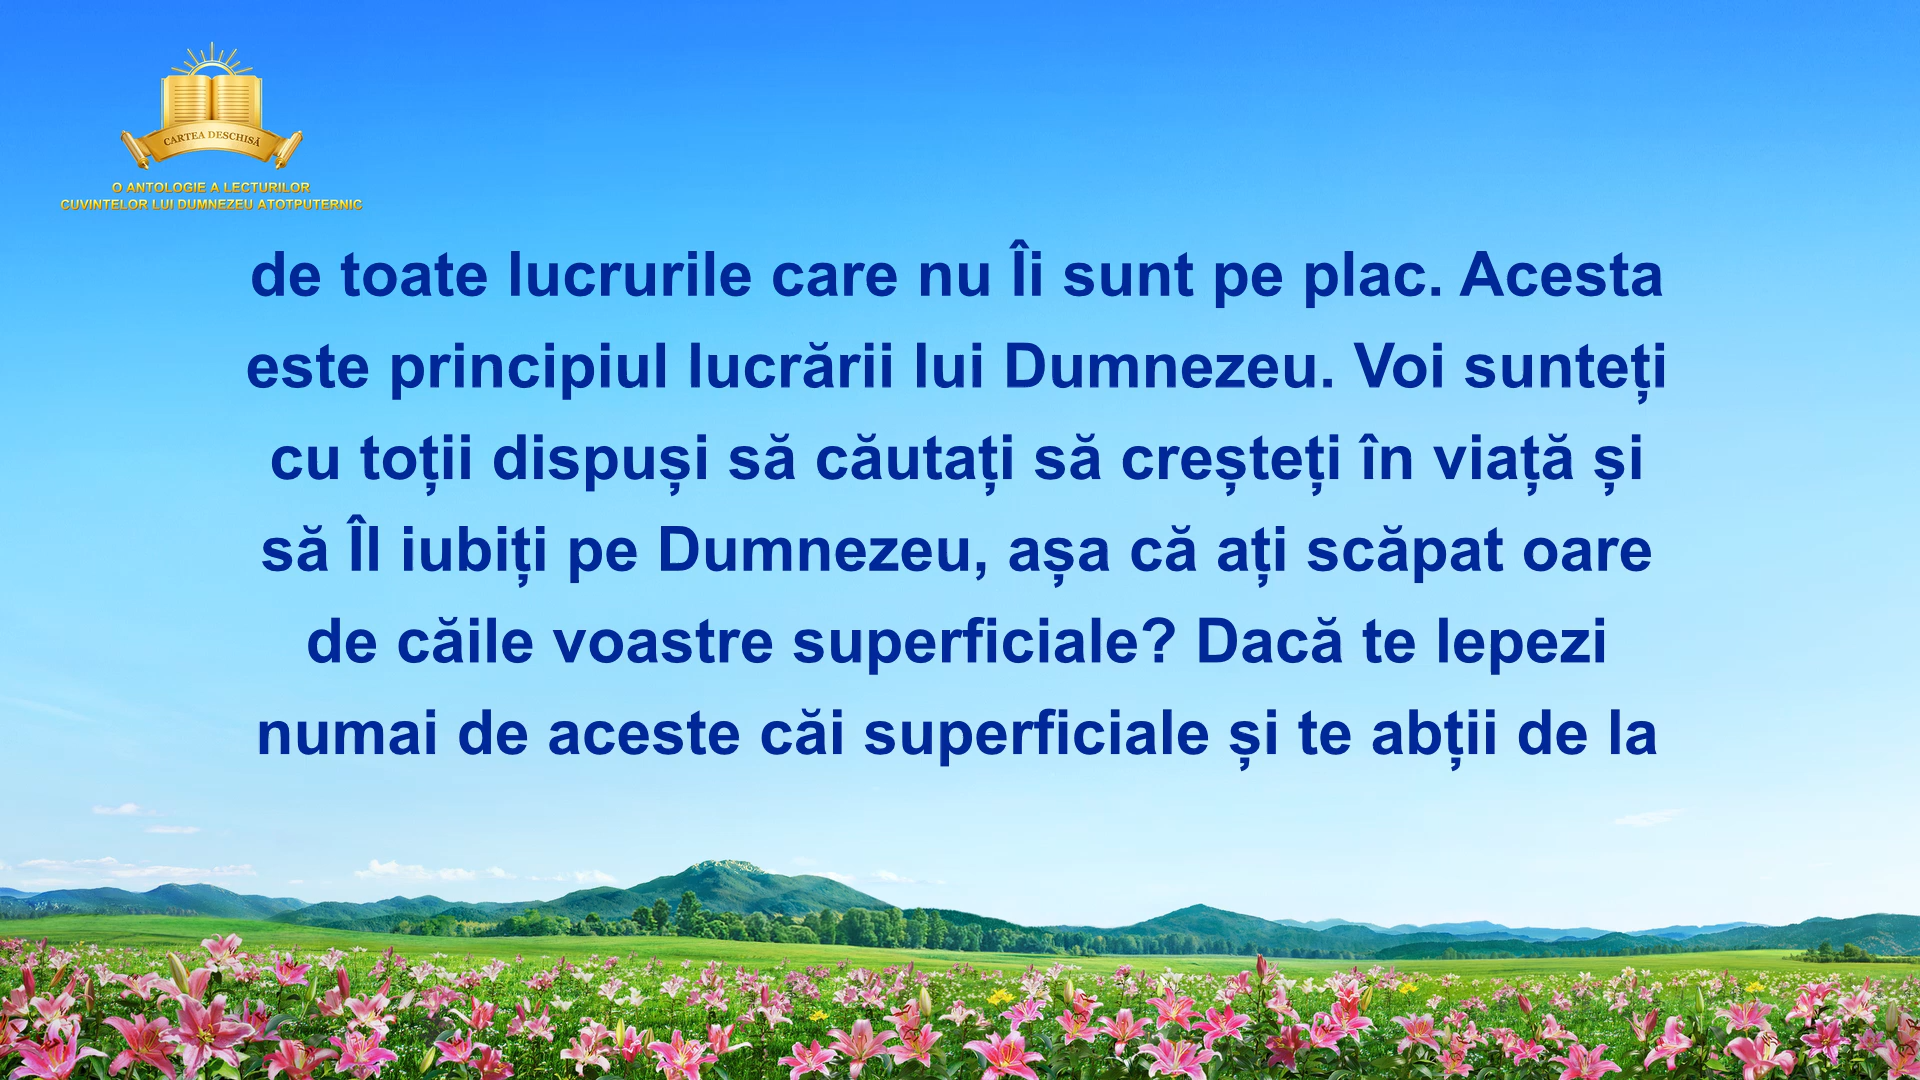 CARTEA DESCHISĂ
O ANTOLOGIE A LECTURILOR
CUVINTELOR LUI DUMNEZEU ATOTPUTERNIC
de toate lucrurile care nu Îi sunt pe plac. Acesta
este principiul lucrării lui Dumnezeu. Voi sunteți
cu toții dispuși să căutați să creșteți în viață și
să Îl iubiți pe Dumnezeu, așa că ați scăpat oare
de căile voastre superficiale? Dacă te lepezi
numai de aceste căi superficiale și te abții de la